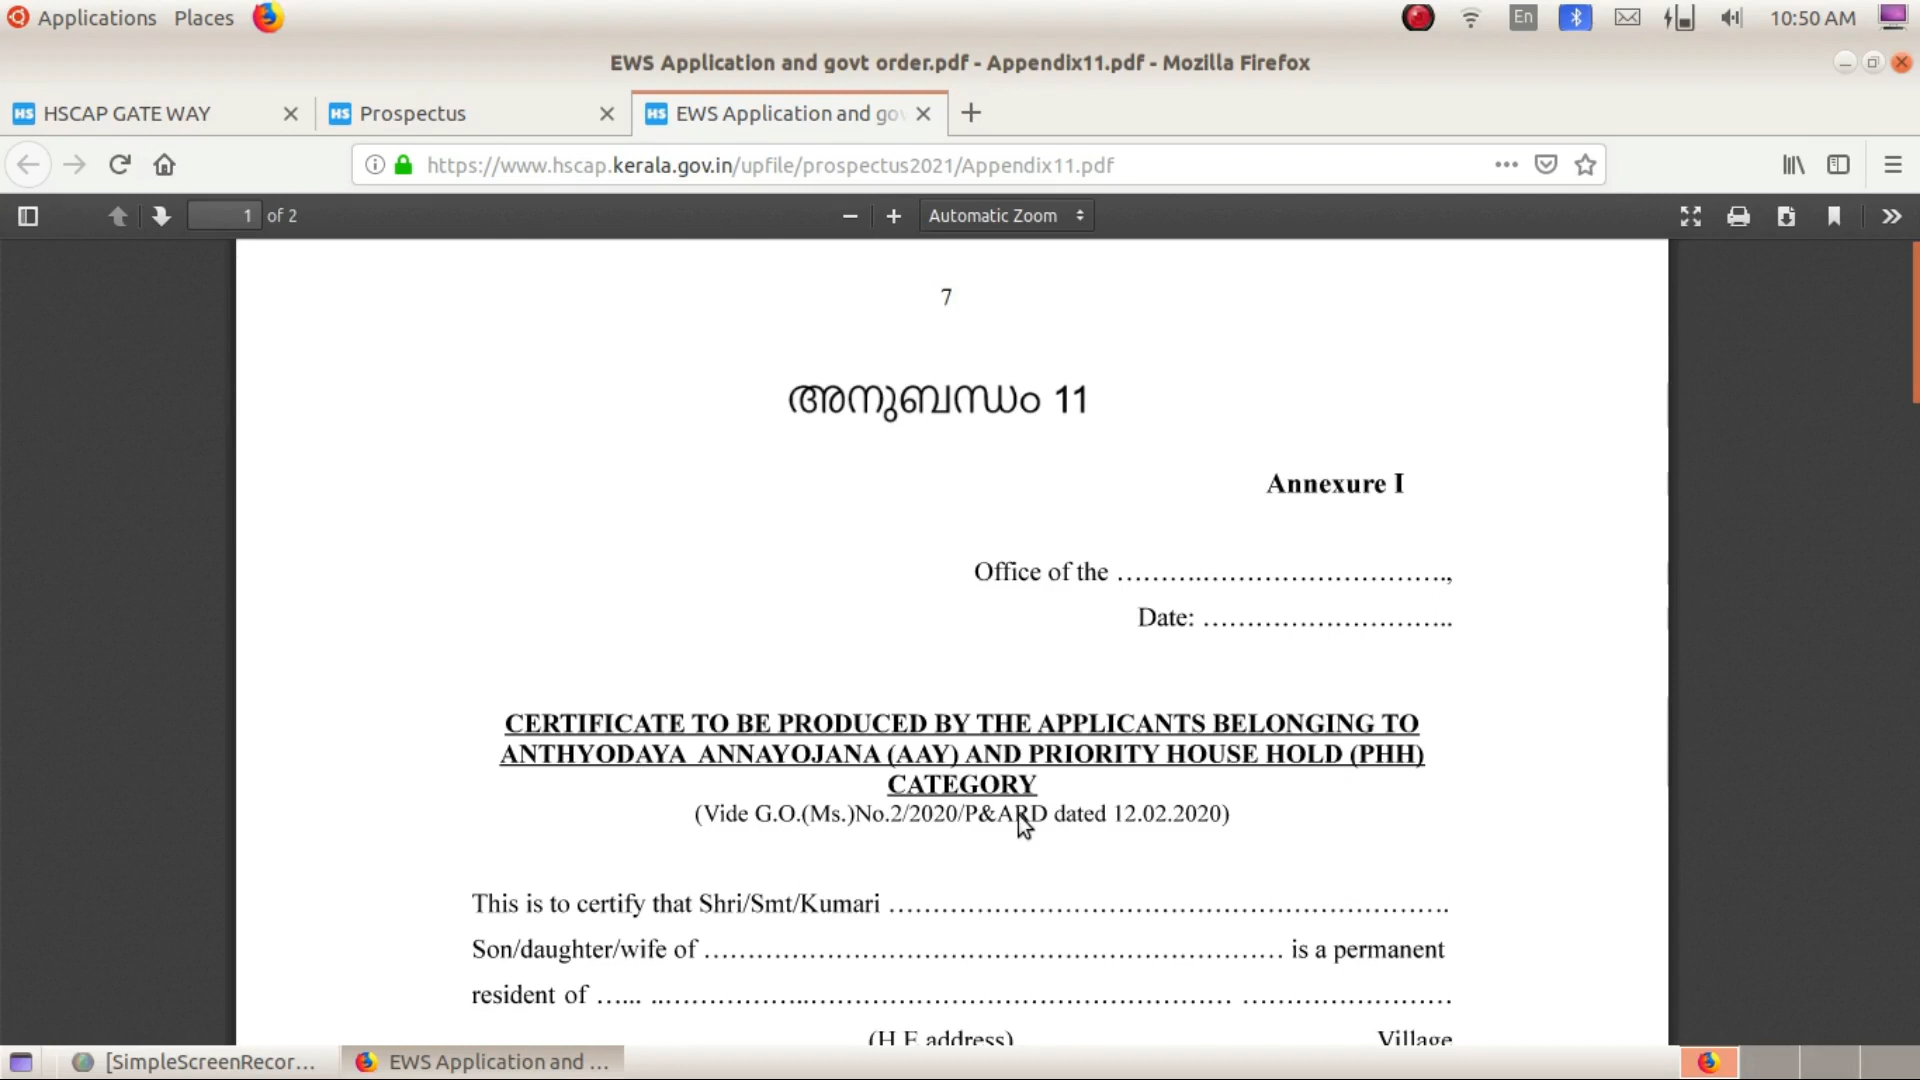 Applications Places
En
10:50 AM
EWS Application and govt order.pdf - Appendix11.pdf - Mozilla Firefox
HS HSCAP GATE WAY
HS Prospectus
HS EWS Application and gov
https://www.hscap.kerala.gov.in/upfile/prospectus2021/Appendix11.pdf
1 of 2
Automatic Zoom
7
അനുബന്ധം 11
Annexure I
Office of the ……………………………….,
Date: ………………………..
CERTIFICATE TO BE PRODUCED BY THE APPLICANTS BELONGING TO
ANTHYODAYA ANNAYOJANA (AAY) AND PRIORITY HOUSE HOLD (PHH)
CATEGORY
(Vide G.O.(Ms.)No.2/2020/P&ARD dated 12.02.2020)
This is to certify that Shri/Smt/Kumari ……………………………………………………….
Son/daughter/wife of ………………………………………………………… is a permanent
resident of …... ..……………..………………………………………… ……………………
(H.E address) Village
[SimpleScreenRecor...
EWS Application and ...